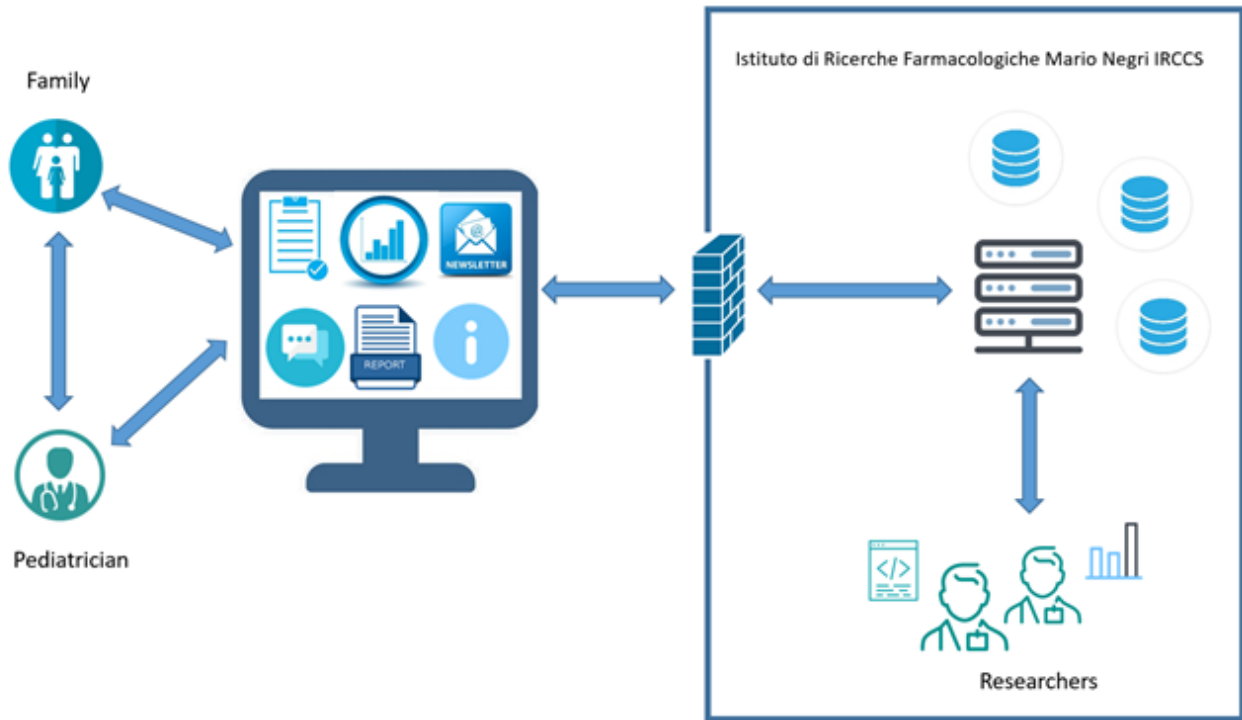 Istituto di Ricerche Farmacologiche Mario Negri IRCCS
Family
NEWSLETTER
REPORT
Pediatrician
</>
Researchers